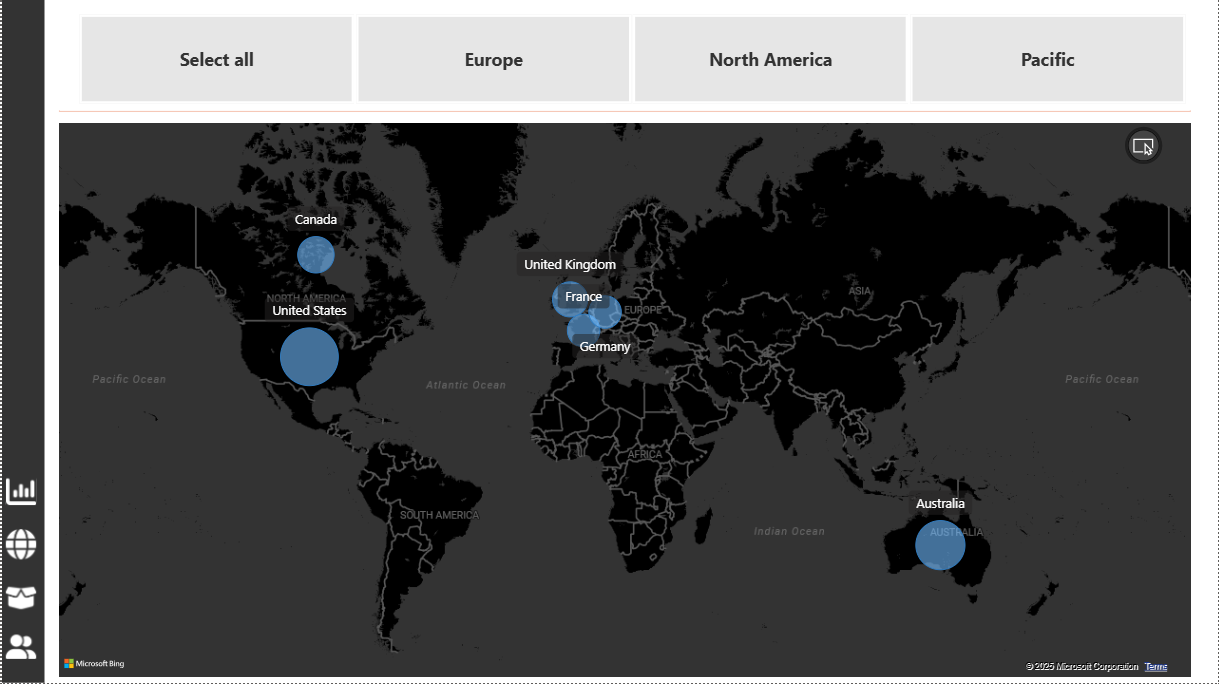 Select all
Europe
North America
Pacific
Canada
United Kingdom
NORTH AMERICA
France
United States
EUROPE
ASIA
Germany
Pacific Ocean
Atlantic Ocean
Pacific Ocean
AFRICA
SOUTH AMERICA
Australia
Indian Ocean
AUSTRALIA
Microsoft Bing
© 2025 Microsoft Corporation Terms